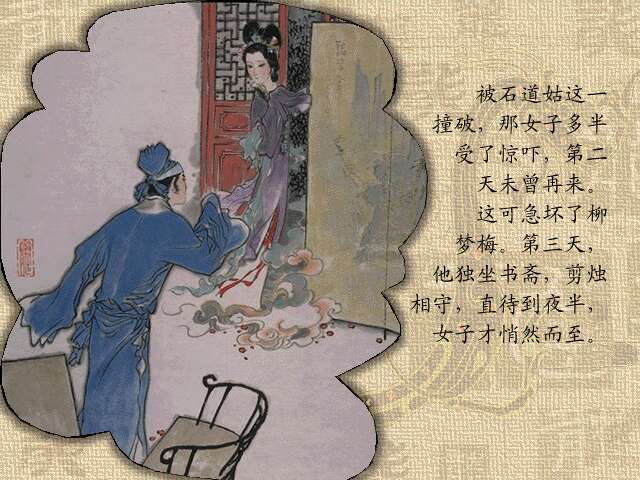 被石道姑这一
撞破，那女子多半
受了惊吓，第二
天未曾再来。
这可急坏了柳
梦梅。第三天，
他独坐书斋，剪烛
相守，直待到夜半，
女子才悄然而至。